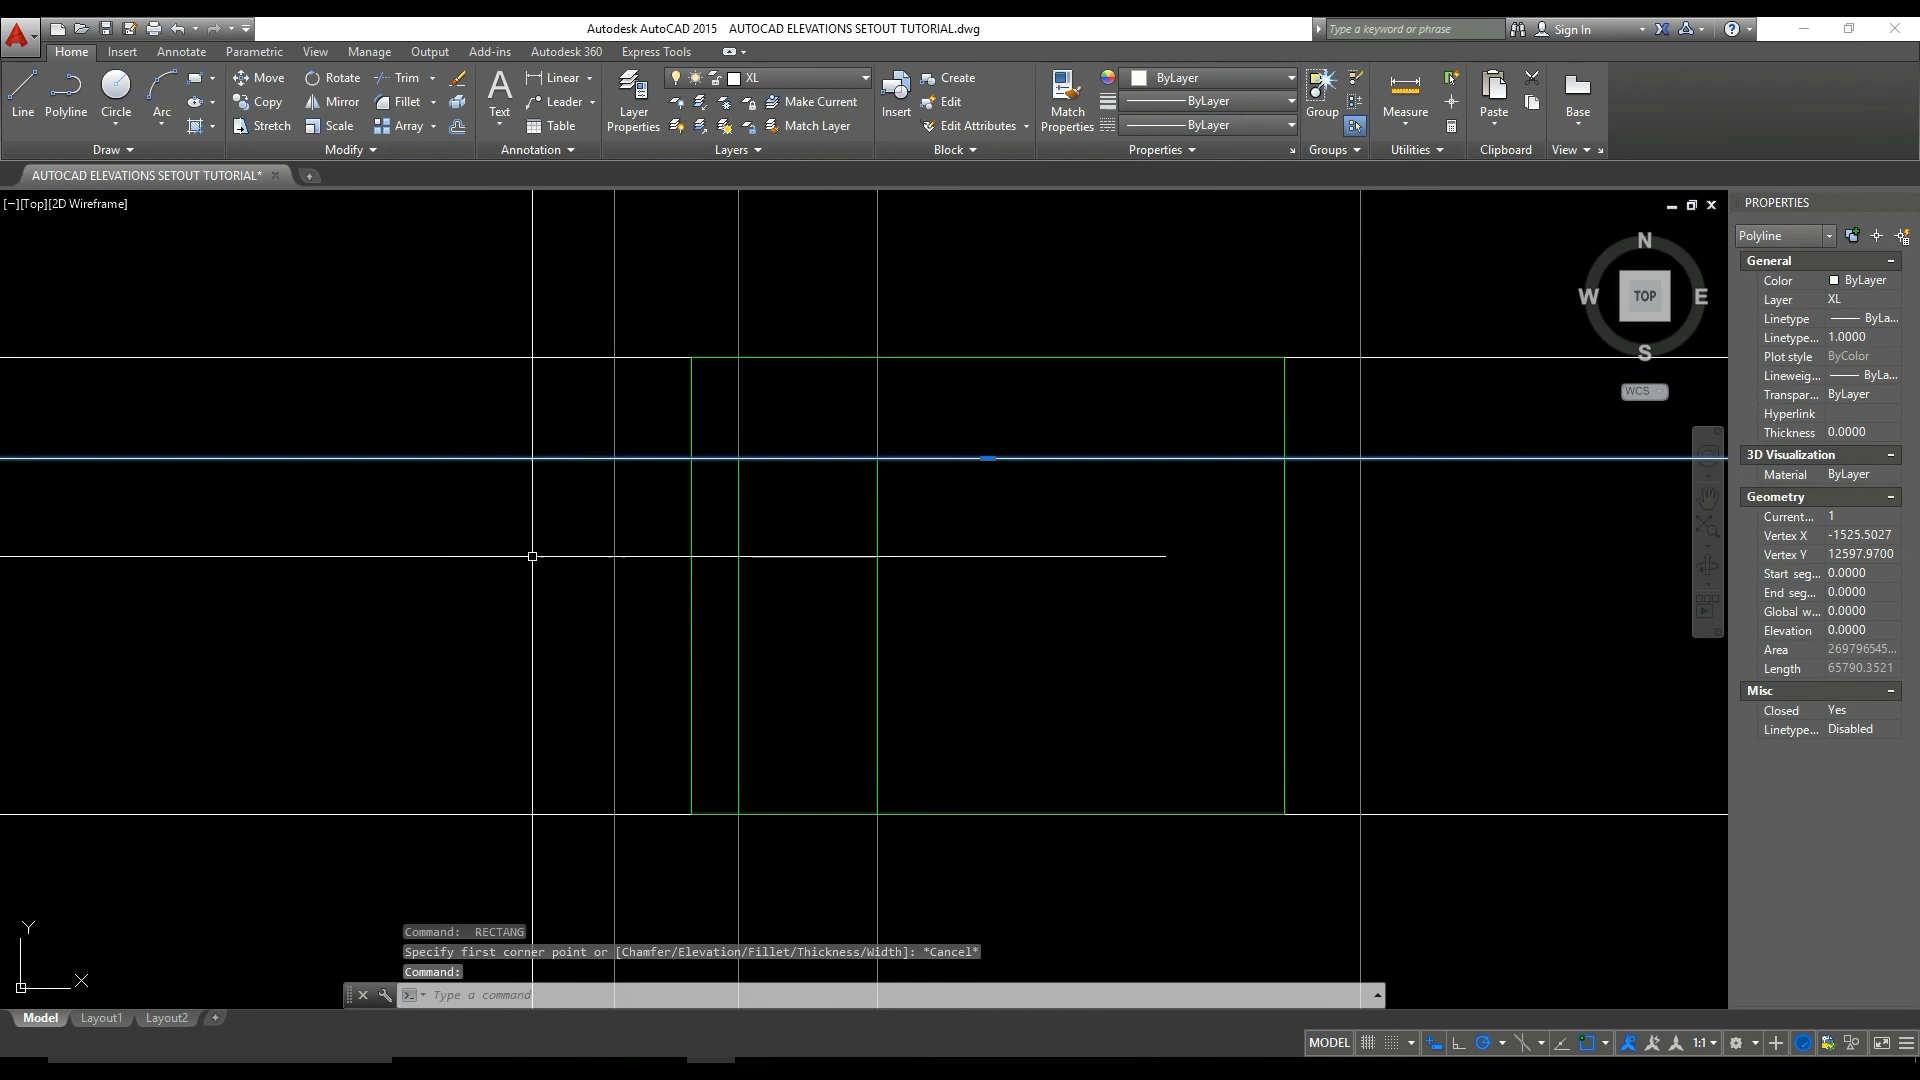 Autodesk AutoCAD 2015 AUTOCAD ELEVATIONS SETOUT TUTORIAL.dwg
Type a keyword or phrase
Sign In
Home Insert Annotate Parametric View Manage Output Add-ins Autodesk 360 Express Tools
Line Polyline Circle Arc
Move Rotate Trim
Copy Mirror Fillet
Stretch Scale Array
Text Linear
Leader
Table
Layer Properties
XL
Make Current
Match Layer
Insert Create
Edit
Edit Attributes
Match Properties
ByLayer
ByLayer
ByLayer
Group
Measure
Paste
Base
Draw Modify Annotation Layers Block Properties Groups Utilities Clipboard View
AUTOCAD ELEVATIONS SETOUT TUTORIAL*
[−][Top][2D Wireframe]
N
W TOP E
S
WCS
PROPERTIES
Polyline
General
Color ByLayer
Layer XL
Linetype ByLa...
Linetype... 1.0000
Plot style ByColor
Lineweig... ByLa...
Transpar... ByLayer
Hyperlink
Thickness 0.0000
3D Visualization
Material ByLayer
Geometry
Current... 1
Vertex X -1525.5027
Vertex Y 12597.9700
Start seg... 0.0000
End seg... 0.0000
Global w... 0.0000
Elevation 0.0000
Area 269796545...
Length 65790.3521
Misc
Closed Yes
Linetype... Disabled
Y
X
Command: RECTANG
Specify first corner point or [Chamfer/Elevation/Fillet/Thickness/Width]: *Cancel*
Command:
Type a command
Model Layout1 Layout2
MODEL 1:1